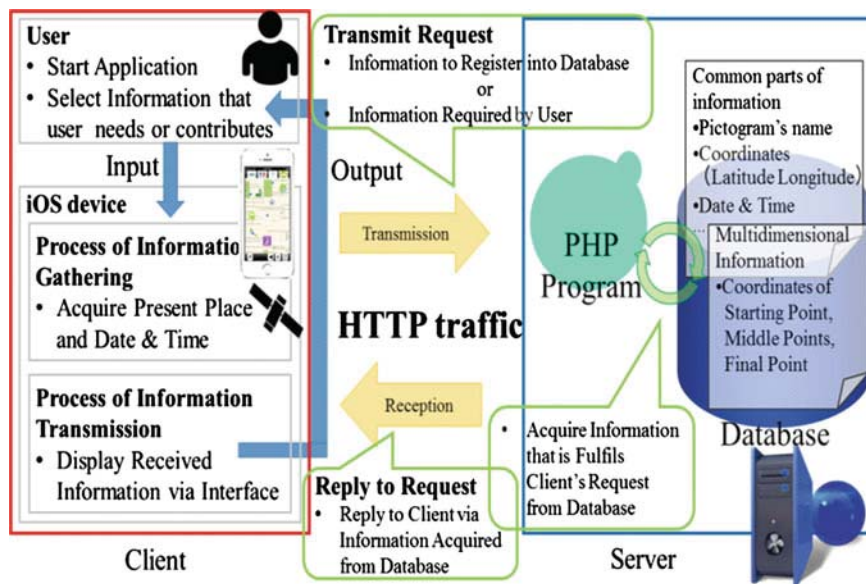 User
• Start Application
• Select Information that
user needs or contributes
Input
Output
iOS device
Process of Information
Gathering
• Acquire Present Place
and Date & Time
Process of Information
Transmission
• Display Received
Information via Interface
Client
Transmit Request
• Information to Register into Database
or
• Information Required by User
Transmission
HTTP traffic
Reception
Reply to Request
• Reply to Client via
Information Acquired
from Database
PHP
Program
• Acquire Information
that is Fulfils
Client's Request
from Database
Common parts of
information
•Pictogram's name
•Coordinates
(Latitude Longitude)
•Date & Time
...
Multidimensional
Information
•Coordinates of
Starting Point,
Middle Points,
Final Point
Database
Server